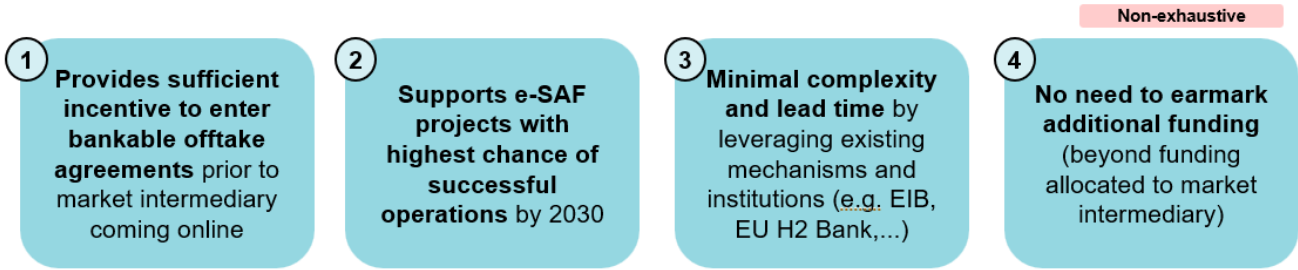 Non-exhaustive
1
Provides sufficient
incentive to enter
bankable offtake
agreements prior to
market intermediary
coming online
2
Supports e-SAF
projects with
highest chance of
successful
operations by 2030
3
Minimal complexity
and lead time by
leveraging existing
mechanisms and
institutions (e.g. EIB,
EU H2 Bank,...)
4
No need to earmark
additional funding
(beyond funding
allocated to market
intermediary)